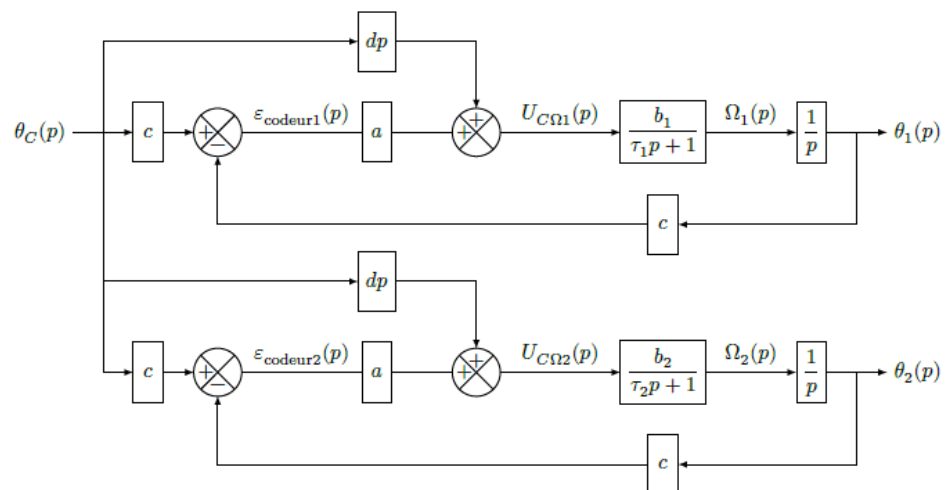 dp
θ_C(p) c + − ε_codeur1(p) a + + U_CΩ1(p) b_1/(τ_1p + 1) Ω_1(p) 1/p θ_1(p)
c
dp
c + − ε_codeur2(p) a + + U_CΩ2(p) b_2/(τ_2p + 1) Ω_2(p) 1/p θ_2(p)
c